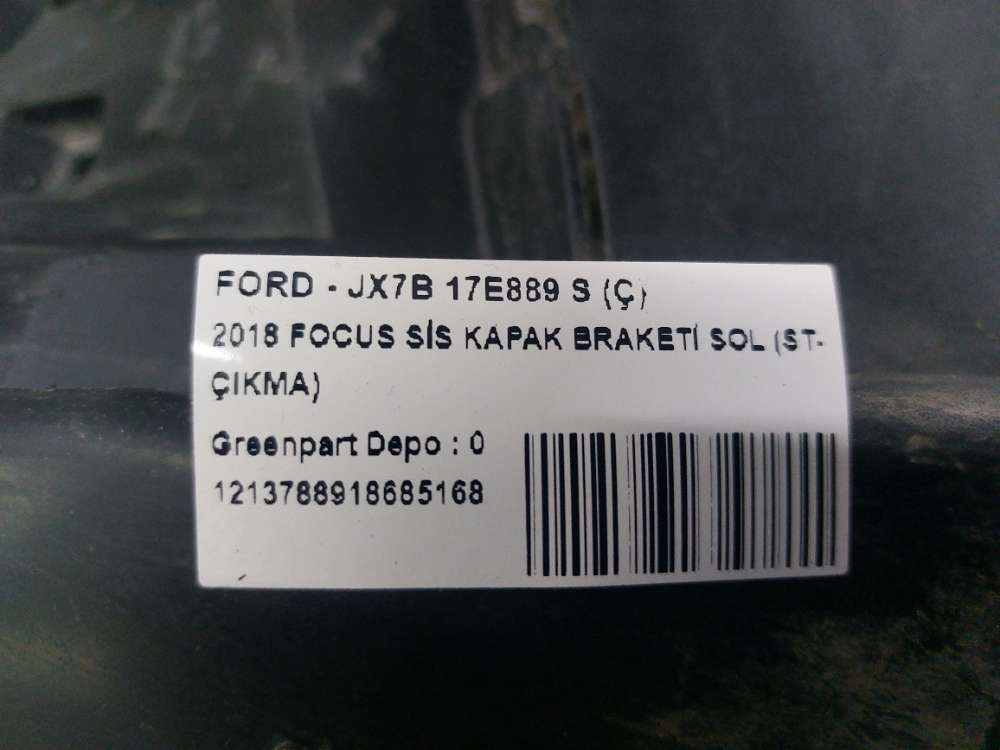 FORD - JX7B 17E889 S (Ç)
2018 FOCUS SİS KAPAK BRAKETİ SOL (ST-
ÇIKMA)
Greenpart Depo : 0
1213788918685168